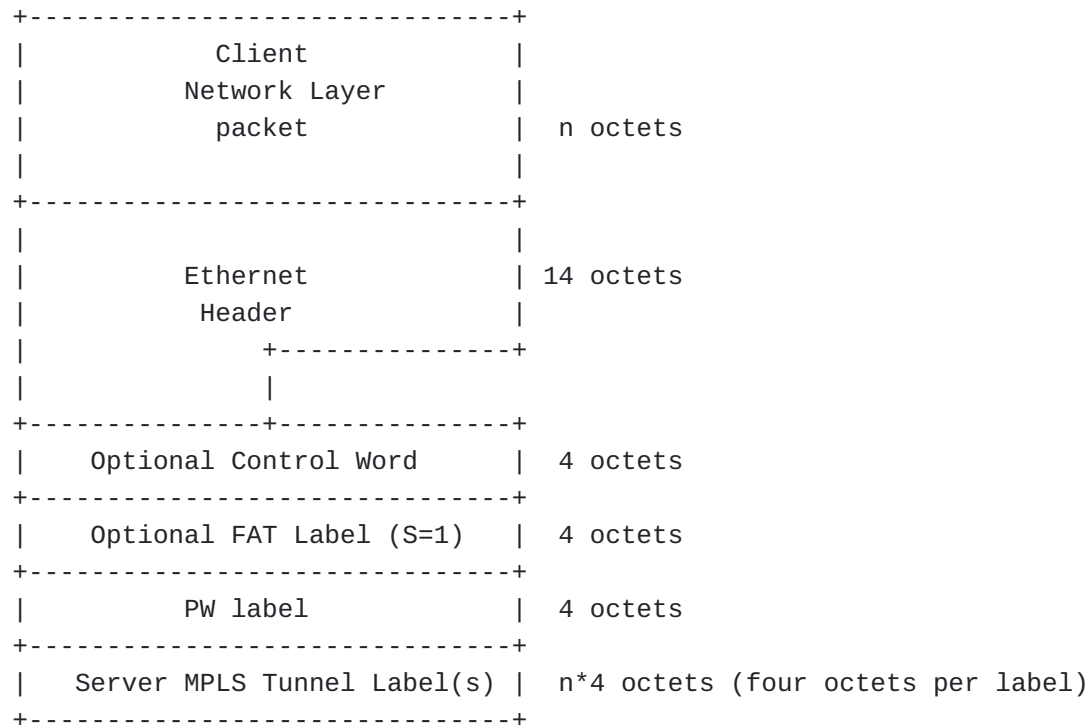 +-------------------------------+
|            Client             |
|          Network Layer        |
|            packet             |  n octets
|                               |
+-------------------------------+
|                               |
|          Ethernet             | 14 octets
|           Header              |
|               +---------------+
|               |
+---------------+---------------+
|    Optional Control Word      |  4 octets
+-------------------------------+
|    Optional FAT Label (S=1)   |  4 octets
+-------------------------------+
|          PW label             |  4 octets
+-------------------------------+
|   Server MPLS Tunnel Label(s) |  n*4 octets (four octets per label)
+-------------------------------+